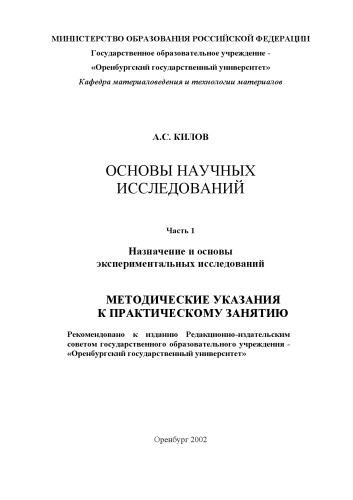 МИНИСТЕРСТВО ОБРАЗОВАНИЯ РОССИЙСКОЙ ФЕДЕРАЦИИ
Государственное образовательное учреждение -
«Оренбургский государственный университет»
Кафедра материаловедения и технологии материалов
А.С. КИЛОВ
ОСНОВЫ НАУЧНЫХ
ИССЛЕДОВАНИЙ
Часть 1
Назначение и основы
экспериментальных исследований
МЕТОДИЧЕСКИЕ УКАЗАНИЯ
К ПРАКТИЧЕСКОМУ ЗАНЯТИЮ
Рекомендовано к изданию Редакционно-издательским
советом государственного образовательного учреждения -
«Оренбургский государственный университет»
Оренбург 2002